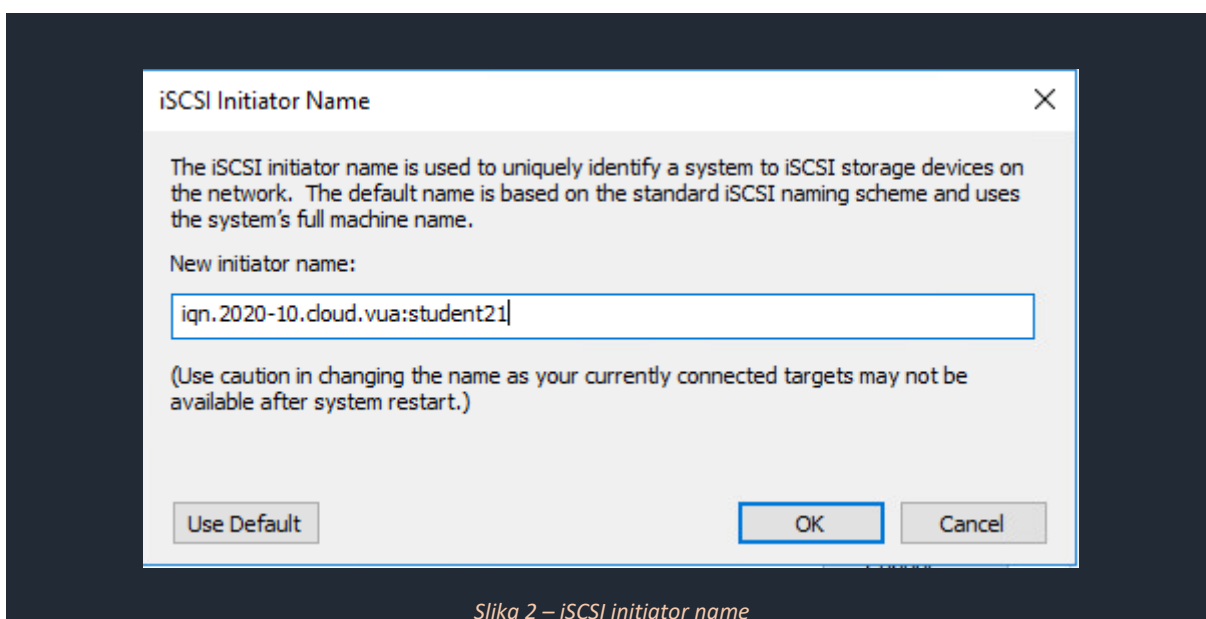 iSCSI Initiator Name
The iSCSI initiator name is used to uniquely identify a system to iSCSI storage devices on
the network. The default name is based on the standard iSCSI naming scheme and uses
the system's full machine name.
New initiator name:
iqn.2020-10.cloud.vua:student21
(Use caution in changing the name as your currently connected targets may not be
available after system restart.)
Use Default
OK
Cancel
Slika 2 – iSCSI initiator name